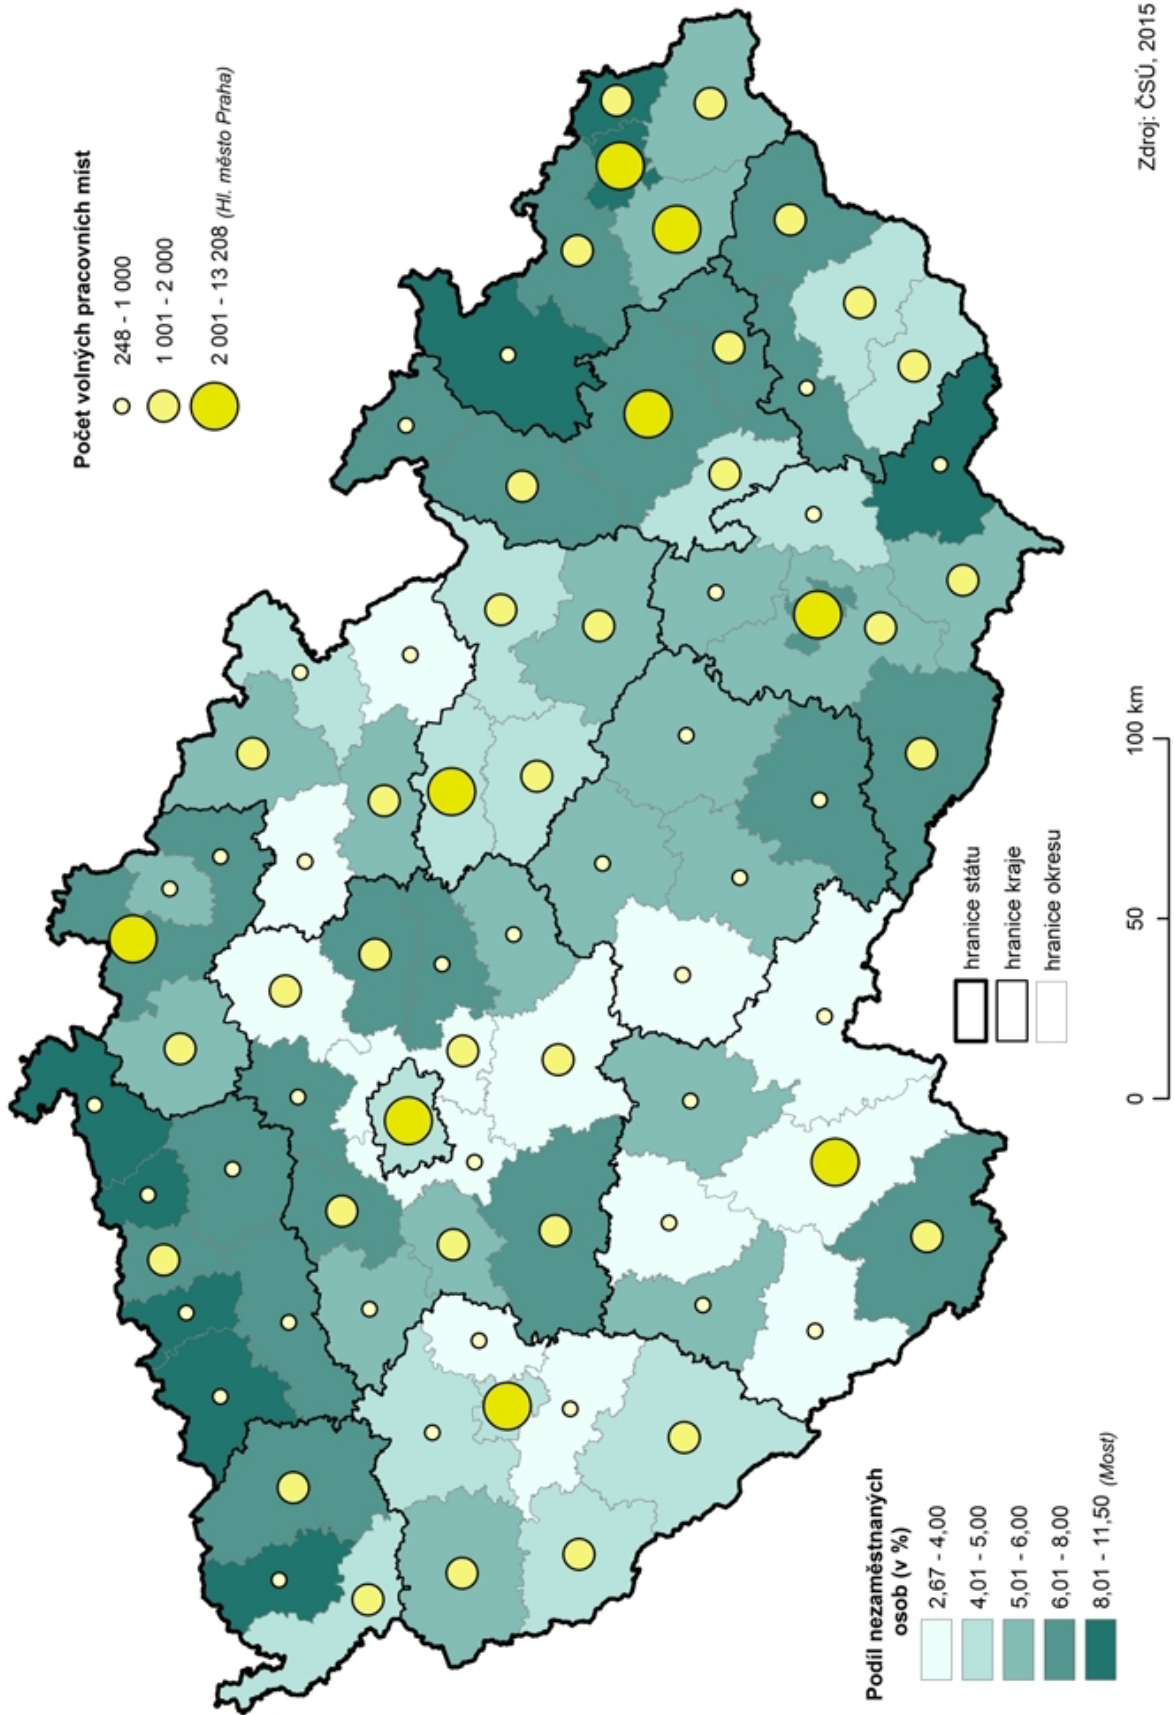 Počet volných pracovních míst
248 - 1 000
1 001 - 2 000
2 001 - 13 208 (Hl. město Praha)
Podíl nezaměstnaných
osob (v %)
2,67 - 4,00
4,01 - 5,00
5,01 - 6,00
6,01 - 8,00
8,01 - 11,50 (Most)
hranice státu
hranice kraje
hranice okresu
0 50 100 km
Zdroj: ČSÚ, 2015